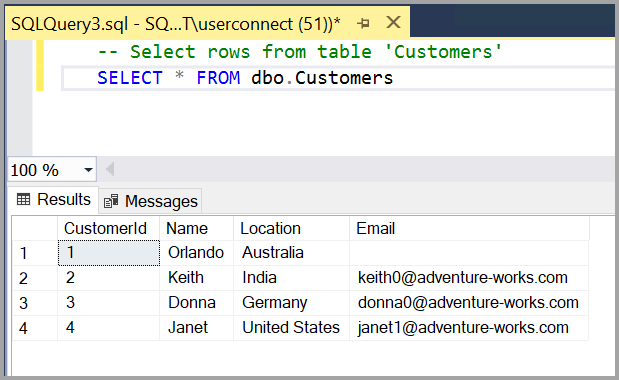 SQLQuery3.sql - SQ...T\userconnect (51))*
-- Select rows from table 'Customers'
SELECT * FROM dbo.Customers
100 %
Results Messages
CustomerId Name Location Email
1 1 Orlando Australia
2 2 Keith India keith0@adventure-works.com
3 3 Donna Germany donna0@adventure-works.com
4 4 Janet United States janet1@adventure-works.com